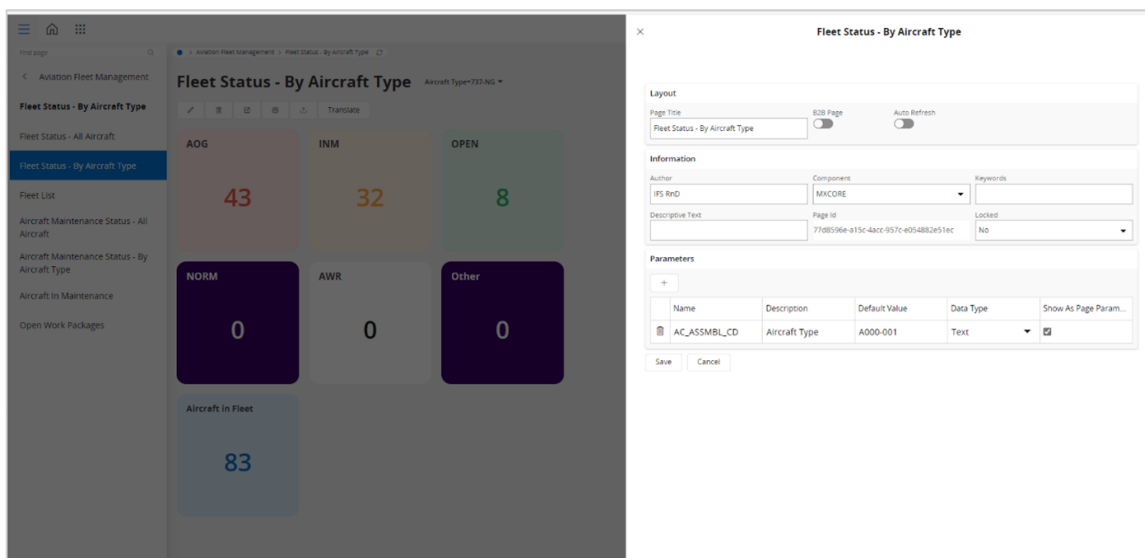 Find page
Aviation Fleet Management
Fleet Status - By Aircraft Type
Fleet Status - All Aircraft
Fleet Status - By Aircraft Type
Fleet List
Aircraft Maintenance Status - All
Aircraft
Aircraft Maintenance Status - By
Aircraft Type
Aircraft In Maintenance
Open Work Packages
> Aviation Fleet Management > Fleet Status - By Aircraft Type
Fleet Status - By Aircraft Type Aircraft Type=737-NG
Translate
AOG
43
INM
32
OPEN
8
NORM
0
AWR
0
Other
0
Aircraft in Fleet
83
Fleet Status - By Aircraft Type
Layout
Page Title B2B Page Auto Refresh
Fleet Status - By Aircraft Type
Information
Author Component Keywords
IFS RnD MXCORE
Descriptive Text Page Id Locked
77d8596e-a15c-4acc-957c-e054882e51ec No
Parameters
+
Name Description Default Value Data Type Show As Page Param...
AC_ASSMBL_CD Aircraft Type A000-001 Text
Save Cancel